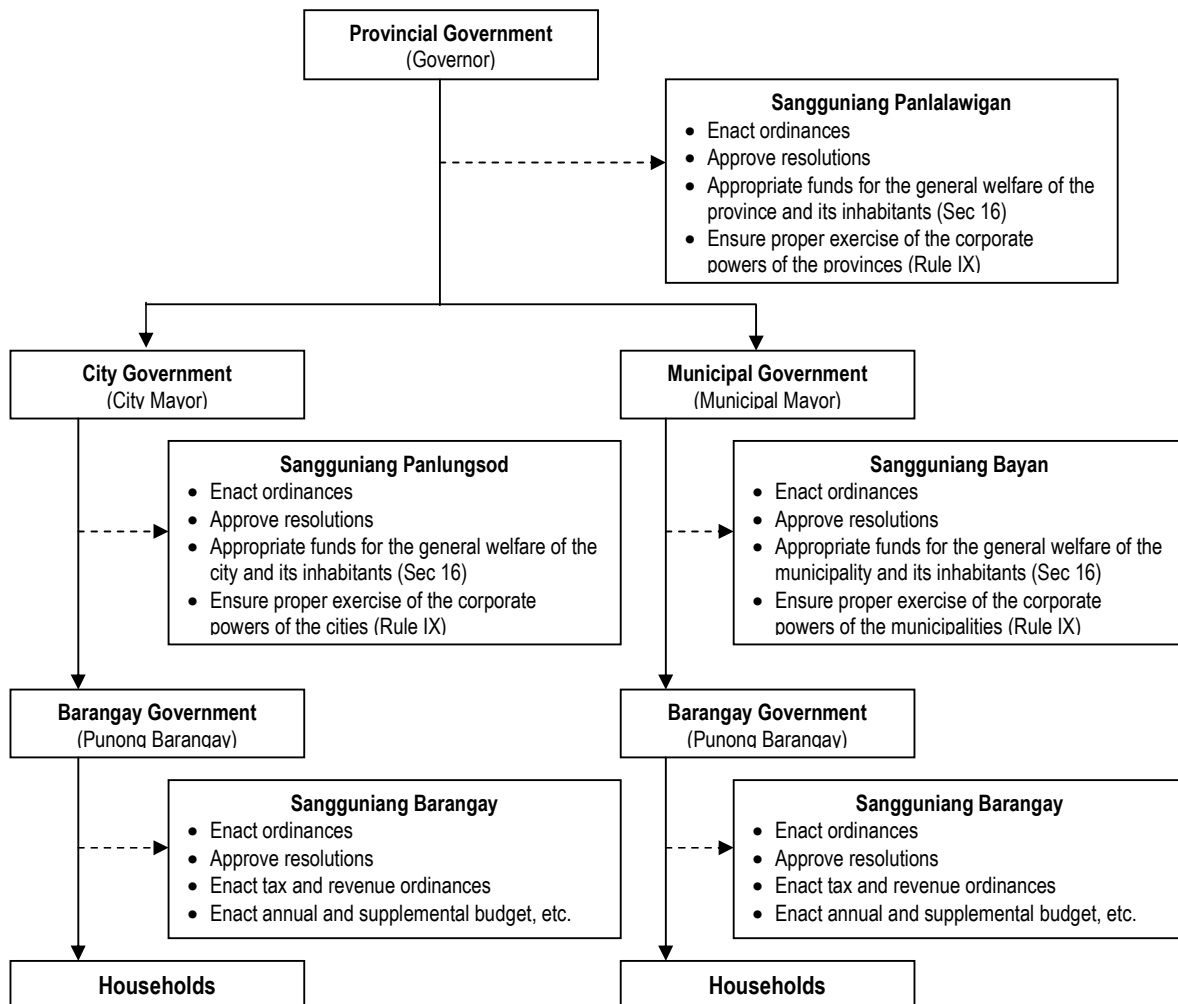 Provincial Government
(Governor)
Sangguniang Panlalawigan
• Enact ordinances
• Approve resolutions
• Appropriate funds for the general welfare of the
province and its inhabitants (Sec 16)
• Ensure proper exercise of the corporate
powers of the provinces (Rule IX)
City Government
(City Mayor)
Municipal Government
(Municipal Mayor)
Sangguniang Panlungsod
• Enact ordinances
• Approve resolutions
• Appropriate funds for the general welfare of the
city and its inhabitants (Sec 16)
• Ensure proper exercise of the corporate
powers of the cities (Rule IX)
Sangguniang Bayan
• Enact ordinances
• Approve resolutions
• Appropriate funds for the general welfare of the
municipality and its inhabitants (Sec 16)
• Ensure proper exercise of the corporate
powers of the municipalities (Rule IX)
Barangay Government
(Punong Barangay)
Barangay Government
(Punong Barangay)
Sangguniang Barangay
• Enact ordinances
• Approve resolutions
• Enact tax and revenue ordinances
• Enact annual and supplemental budget, etc.
Sangguniang Barangay
• Enact ordinances
• Approve resolutions
• Enact tax and revenue ordinances
• Enact annual and supplemental budget, etc.
Households
Households